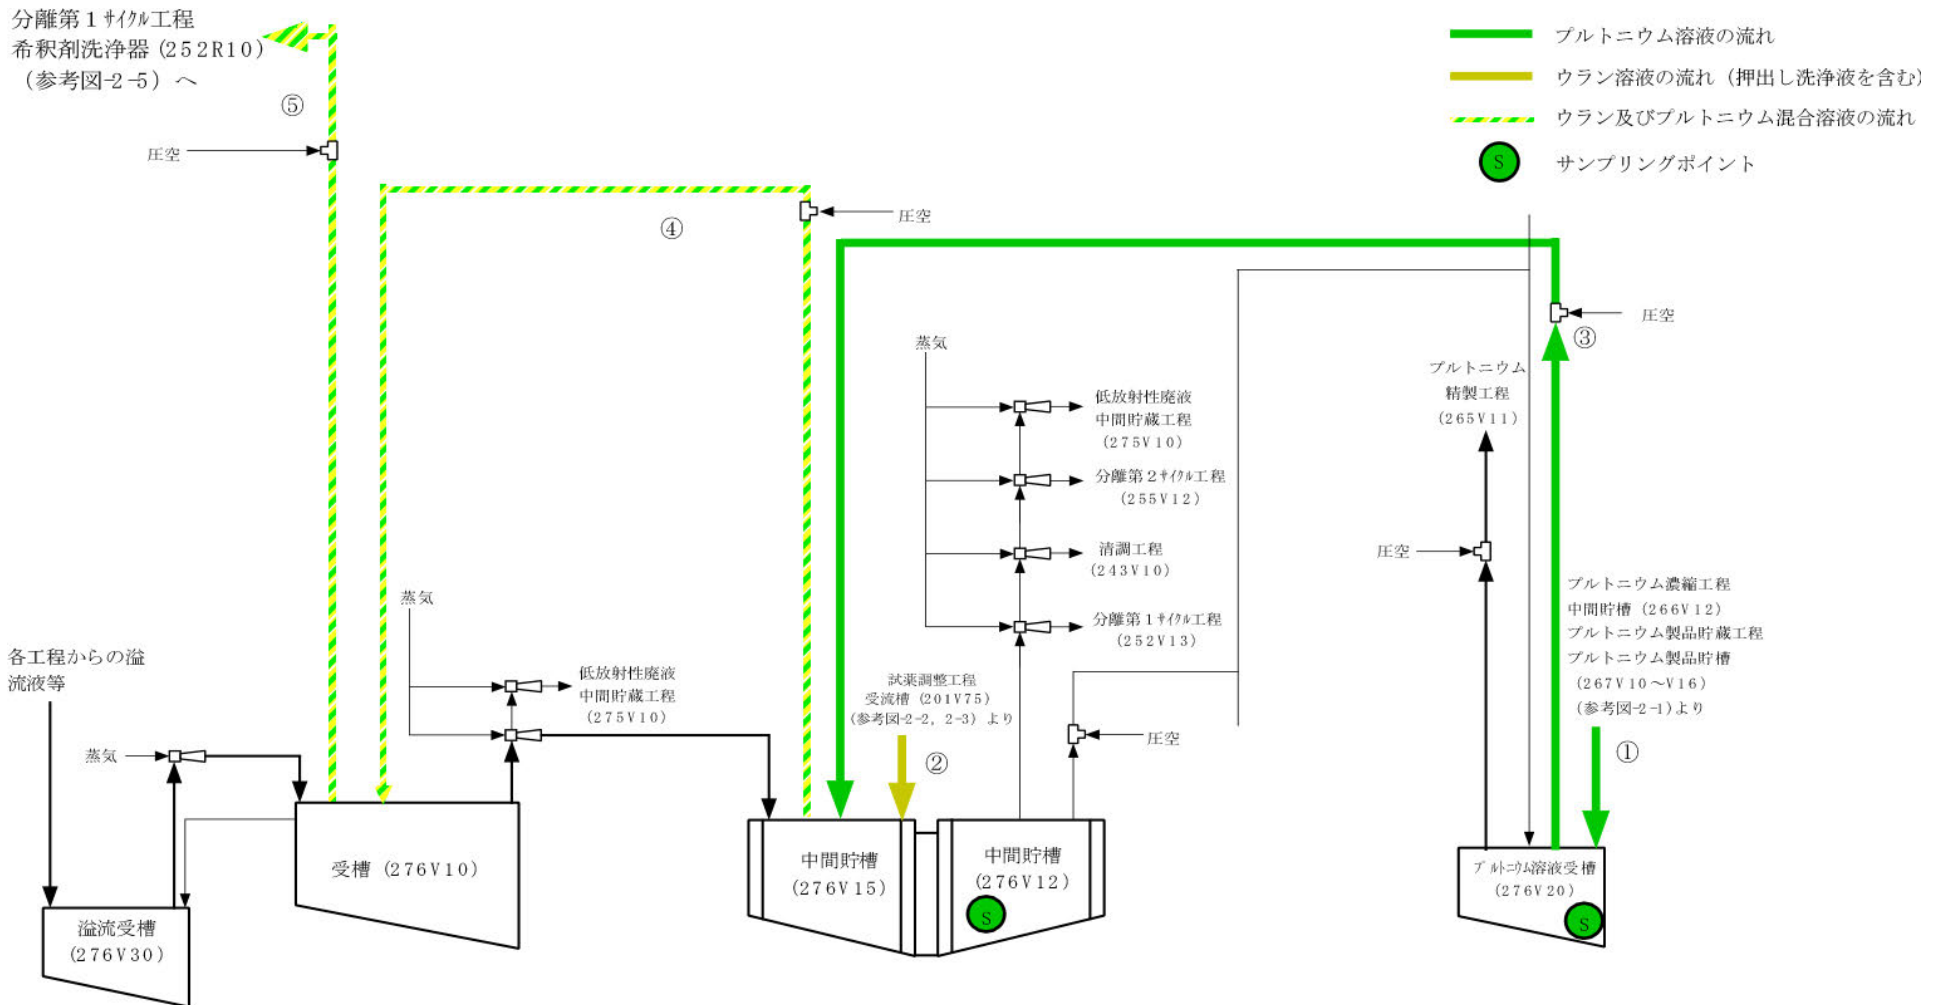 分離第1サイクル工程
希釈剤洗浄器(252R10)
(参考図-2-5)へ
⑤
圧空
プルトニウム溶液の流れ
ウラン溶液の流れ(押出し洗浄液を含む)
ウラン及びプルトニウム混合溶液の流れ
S
サンプリングポイント
④
圧空
圧空
③
蒸気
低放射性廃液
中間貯蔵工程
(275V10)
分離第2サイクル工程
(255V12)
清調工程
(243V10)
分離第1サイクル工程
(252V13)
プルトニウム
精製工程
(265V11)
圧空
プルトニウム濃縮工程
中間貯槽(266V12)
プルトニウム製品貯蔵工程
プルトニウム製品貯槽
(267V10~V16)
(参考図-2-1)より
①
蒸気
低放射性廃液
中間貯蔵工程
(275V10)
各工程からの溢
流液等
蒸気
試薬調整工程
受流槽(201V75)
(参考図-2-2, 2-3)より
②
圧空
受槽(276V10)
溢流受槽
(276V30)
中間貯槽
(276V15)
中間貯槽
(276V12)
S
プルトニウム溶液受槽
(276V20)
S